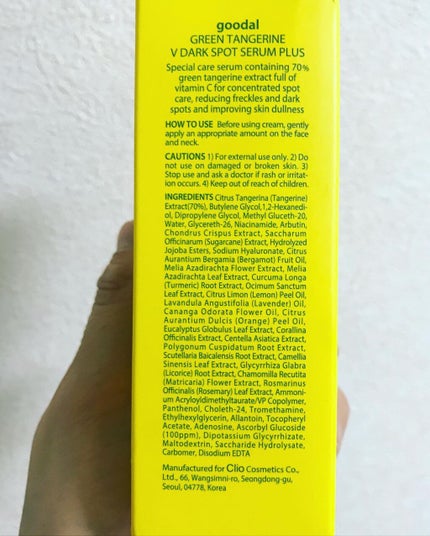 goodal
GREEN TANGERINE
V DARK SPOT SERUM PLUS
Special care serum containing 70%
green tangerine extract full of
vitamin C for concentrated spot
care, reducing freckles and dark
spots and improving skin dullness
HOW TO USE Before using cream, gently
apply an appropriate amount on the face
and neck.
CAUTIONS 1) For external use only. 2) Do
not use on damaged or broken skin. 3)
Stop use and ask a doctor if rash or irritat-
ion occurs. 4) Keep out of reach of children.
INGREDIENTS Citrus Tangerina (Tangerine)
Extract(70%), Butylene Glycol,1,2-Hexanedi-
ol, Dipropylene Glycol, Methyl Gluceth-20,
Water, Glycereth-26, Niacinamide, Arbutin,
Chondrus Crispus Extract, Saccharum
Officinarum (Sugarcane) Extract, Hydrolyzed
Jojoba Esters, Sodium Hyaluronate, Citrus
Aurantium Bergamia (Bergamot) Fruit Oil,
Melia Azadirachta Flower Extract, Melia
Azadirachta Leaf Extract, Curcuma Longa
(Turmeric) Root Extract, Ocimum Sanctum
Leaf Extract, Citrus Limon (Lemon) Peel Oil,
Lavandula Angustifolia (Lavender) Oil,
Cananga Odorata Flower Oil, Citrus
Aurantium Dulcis (Orange) Peel Oil,
Eucalyptus Globulus Leaf Extract, Corallina
Officinalis Extract, Centella Asiatica Extract,
Polygonum Cuspidatum Root Extract,
Scutellaria Baicalensis Root Extract, Camellia
Sinensis Leaf Extract, Glycyrrhiza Glabra
(Licorice) Root Extract, Chamomilla Recutita
(Matricaria) Flower Extract, Rosmarinus
Officinalis (Rosemary) Leaf Extract, Ammoni-
um Acryloyldimethyltaurate/VP Copolymer,
Panthenol, Choleth-24, Tromethamine,
Ethylhexylglycerin, Allantoin, Tocopheryl
Acetate, Adenosine, Ascorbyl Glucoside
(100ppm), Dipotassium Glycyrrhizate,
Maltodextrin, Saccharide Hydrolysate,
Carbomer, Disodium EDTA
Manufactured for Clio Cosmetics Co.,
Ltd., 66, Wangsimni-ro, Seongdong-gu,
Seoul, 04778, Korea